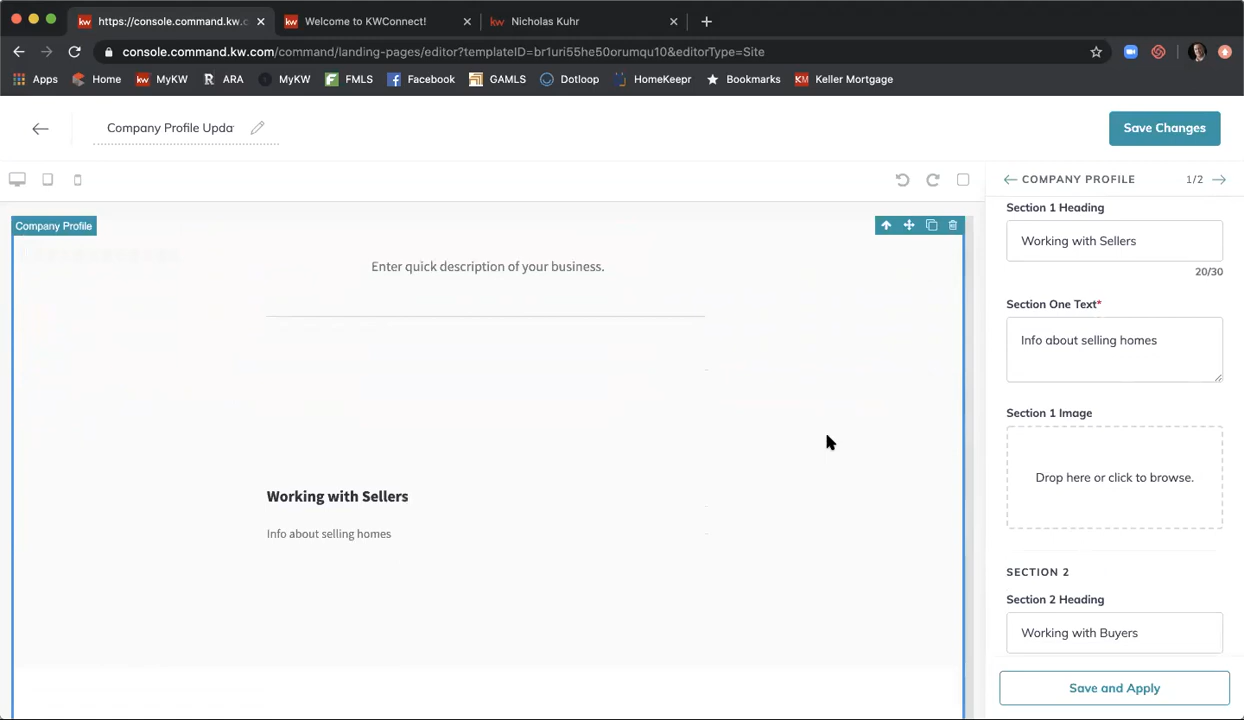 https://console.command.kw.c
Welcome to KWConnect!
Nicholas Kuhr
console.command.kw.com/command/landing-pages/editor?templateID=br1uri55he50orumqu10&editorType=Site
Apps
Home
kw MyKW
R ARA
MyKW
FMLS
Facebook
GAMLS
Dotloop
HomeKeepr
Bookmarks
KM Keller Mortgage
Company Profile Upda
Save Changes
COMPANY PROFILE
1/2
Company Profile
Enter quick description of your business.
Working with Sellers
Info about selling homes
Section 1 Heading
Working with Sellers
20/30
Section One Text*
Info about selling homes
Section 1 Image
Drop here or click to browse.
SECTION 2
Section 2 Heading
Working with Buyers
Save and Apply